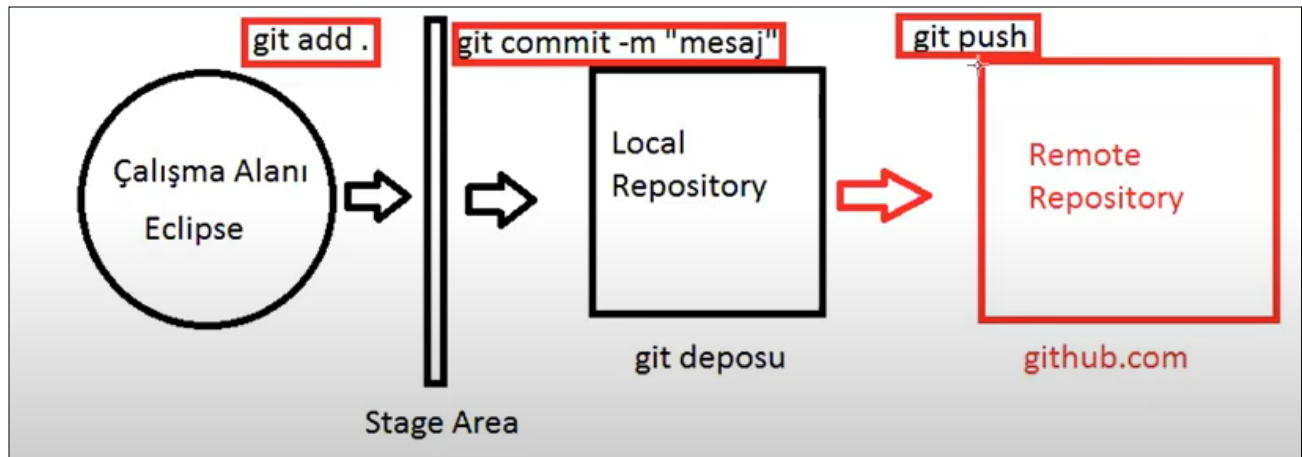 git add .
git commit -m "mesaj"
git push
Çalışma Alanı
Eclipse
Local
Repository
Remote
Repository
git deposu
github.com
Stage Area